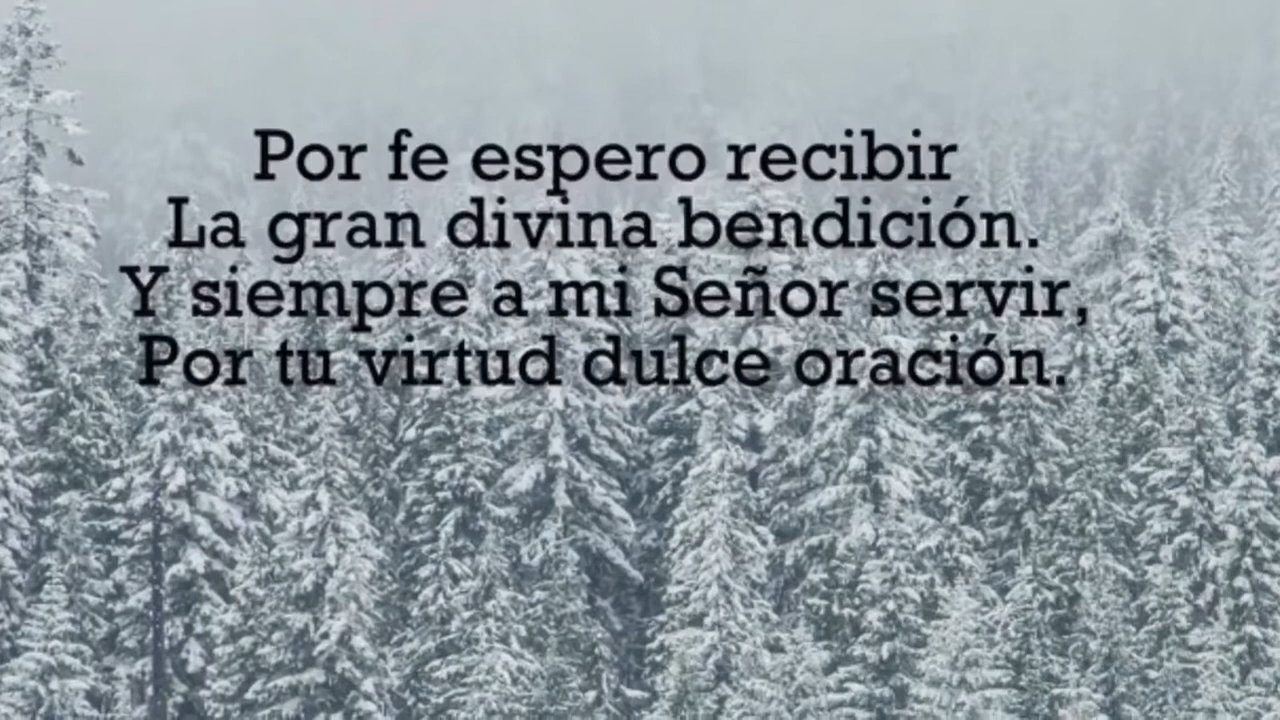 Por fe espero recibir
La gran divina bendición.
Y siempre a mi Señor servir,
Por tu virtud dulce oración.